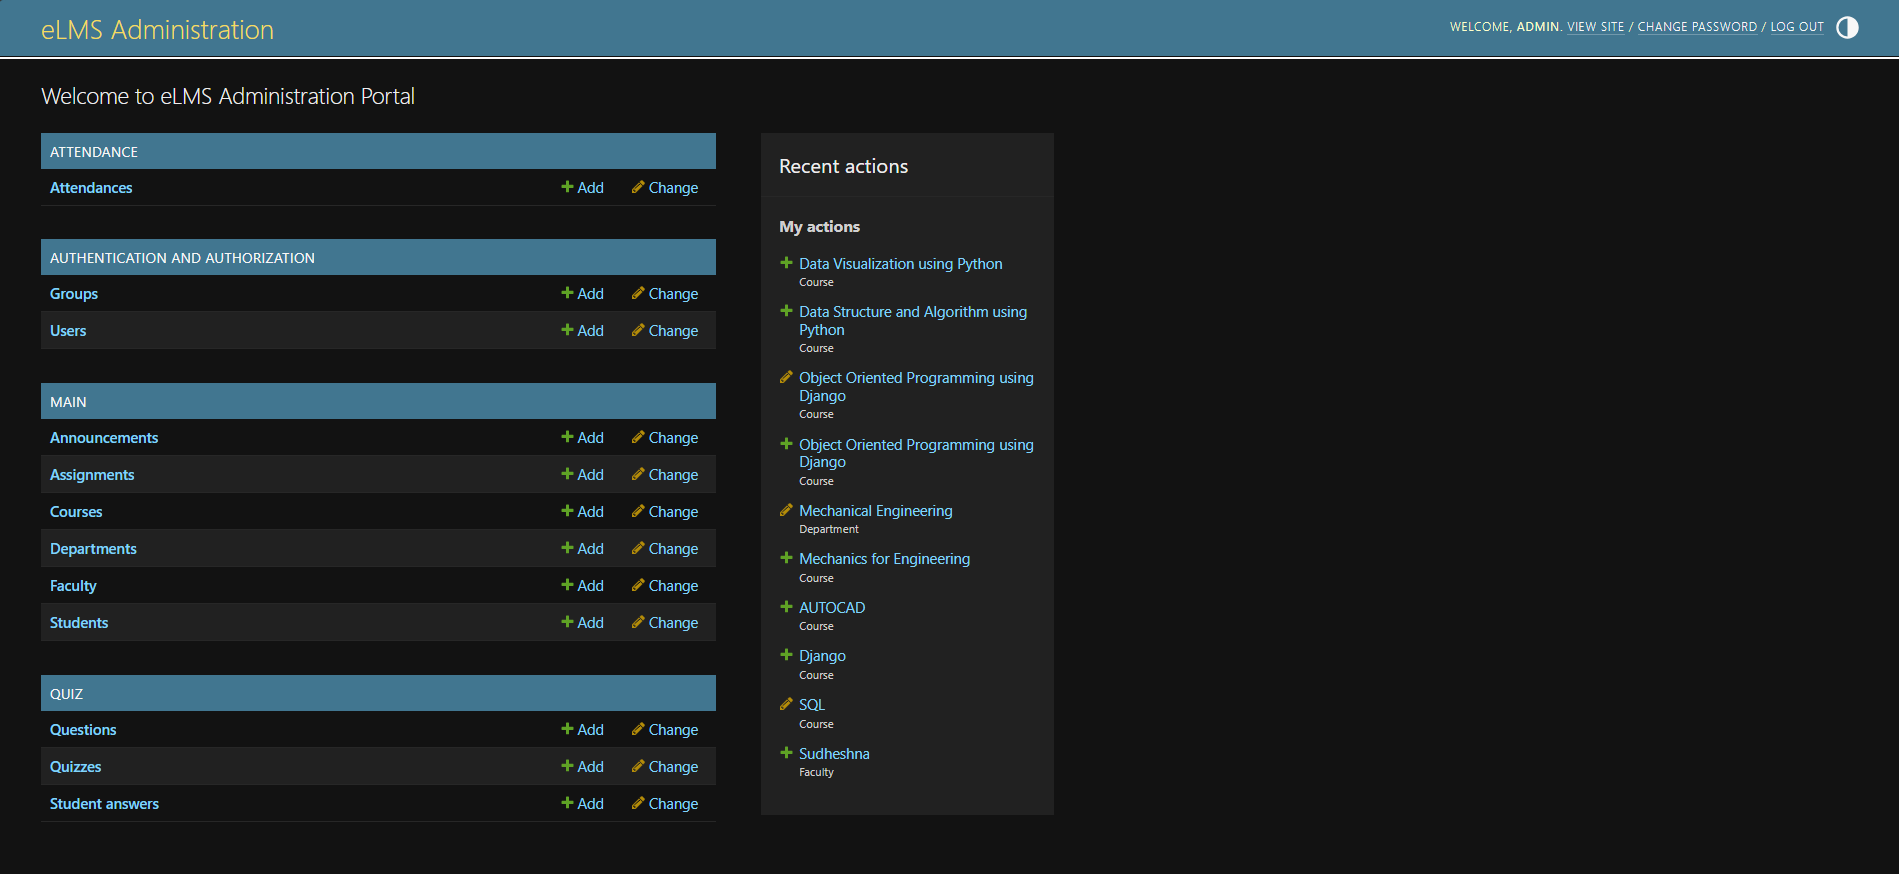 eLMS Administration
WELCOME, ADMIN. VIEW SITE / CHANGE PASSWORD / LOG OUT
Welcome to eLMS Administration Portal
ATTENDANCE
Attendances Add Change
AUTHENTICATION AND AUTHORIZATION
Groups Add Change
Users Add Change
MAIN
Announcements Add Change
Assignments Add Change
Courses Add Change
Departments Add Change
Faculty Add Change
Students Add Change
QUIZ
Questions Add Change
Quizzes Add Change
Student answers Add Change
Recent actions
My actions
Data Visualization using Python
Course
Data Structure and Algorithm using
Python
Course
Object Oriented Programming using
Django
Course
Object Oriented Programming using
Django
Course
Mechanical Engineering
Department
Mechanics for Engineering
Course
AUTOCAD
Course
Django
Course
SQL
Course
Sudheshna
Faculty